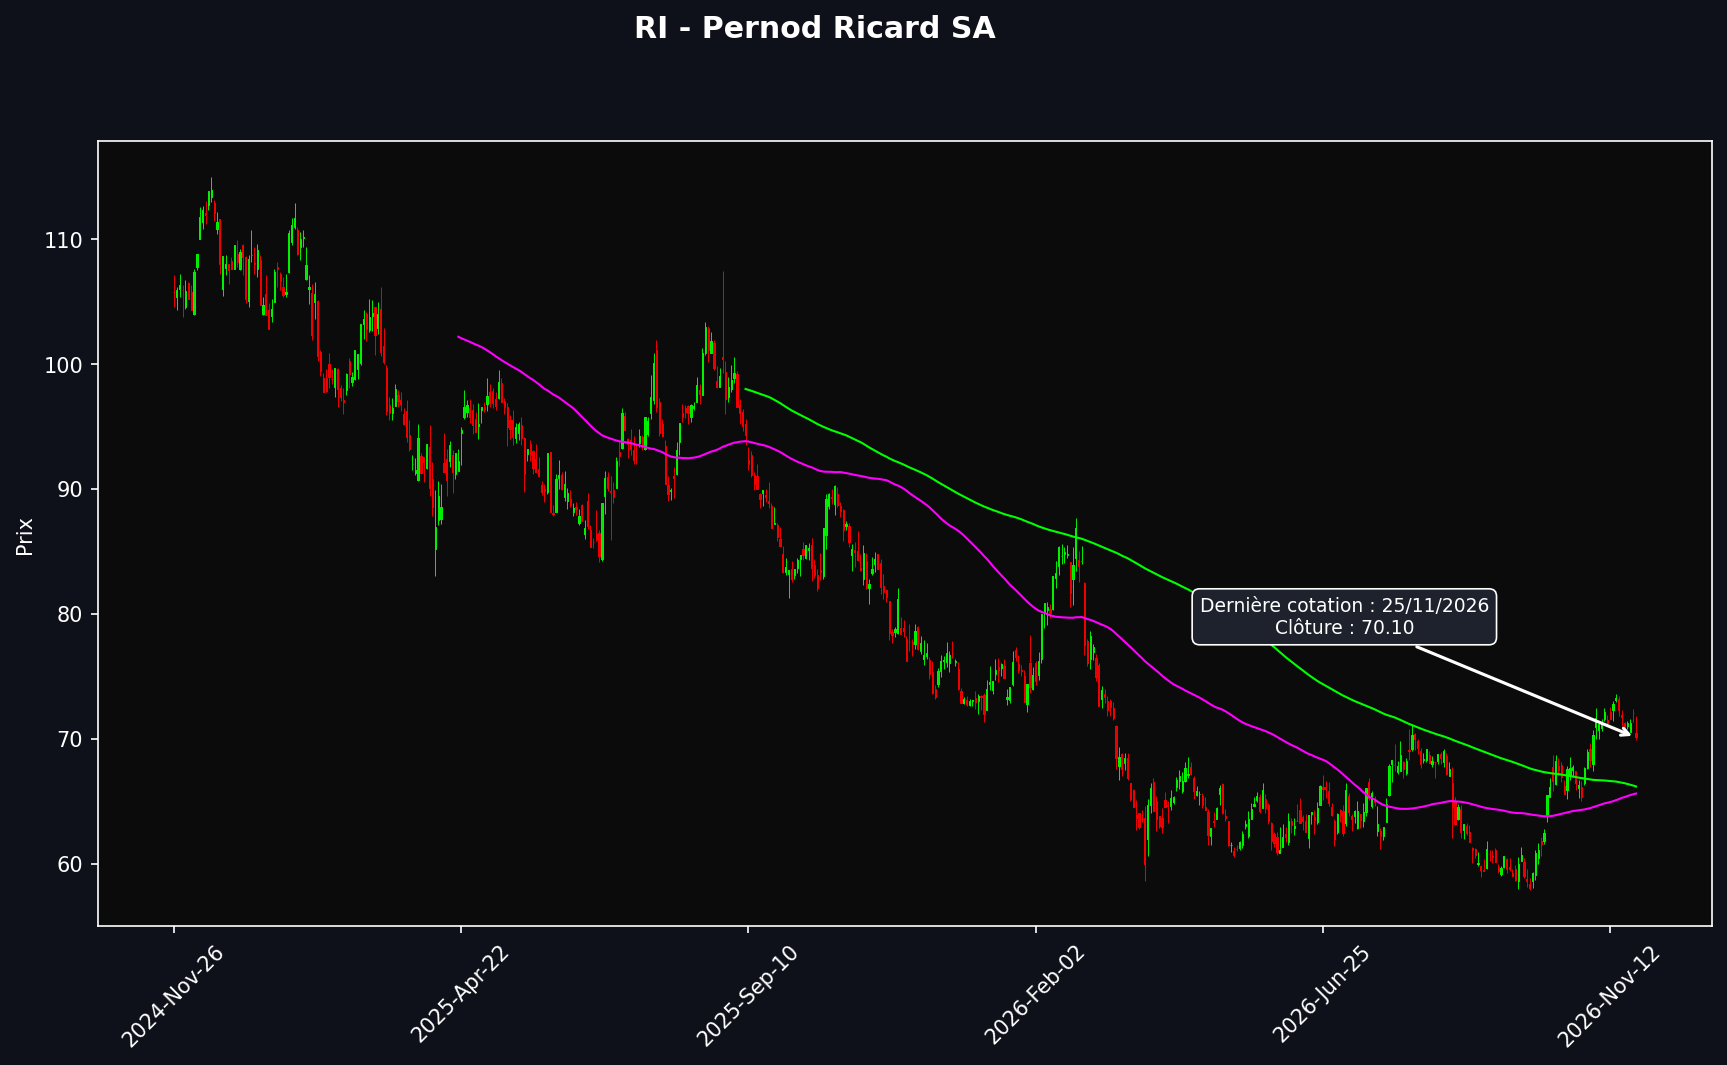 RI - Pernod Ricard SA
110
100
90
80
70
60
Prix
Dernière cotation : 25/11/2026
Clôture : 70.10
2024-Nov-26
2025-Apr-22
2025-Sep-10
2026-Feb-02
2026-Jun-25
2026-Nov-12